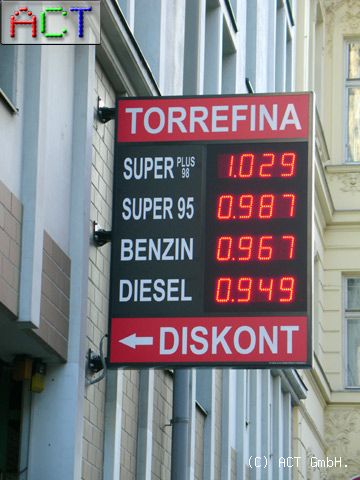 ACT
TORREFINA
SUPER PLUS 98 1.029
SUPER 95 0.987
BENZIN 0.967
DIESEL 0.949
← DISKONT
(C) ACT GmbH.